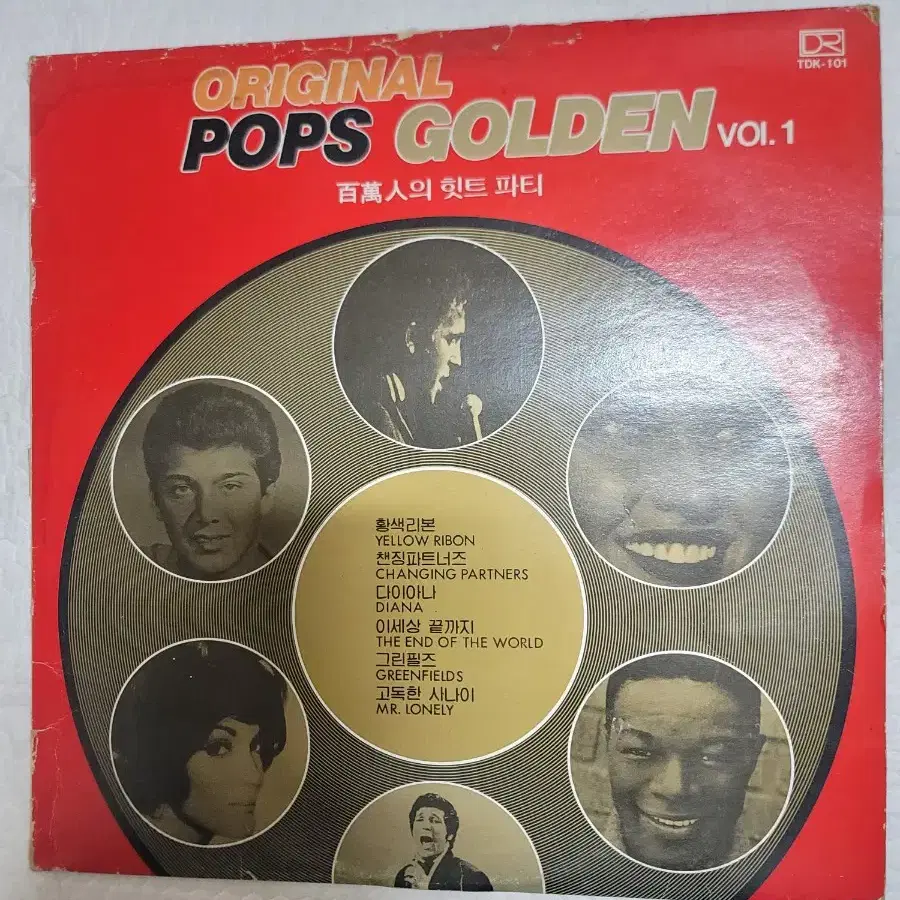 DR
TDK-101
ORIGINAL
POPS GOLDEN VOl. 1
百萬人의 힛트 파티
황색리본
YELLOW RIBON
챈징파트너즈
CHANGING PARTNERS
다이아나
DIANA
이세상 끝까지
THE END OF THE WORLD
그린필즈
GREENFIELDS
고독한 사나이
MR. LONELY